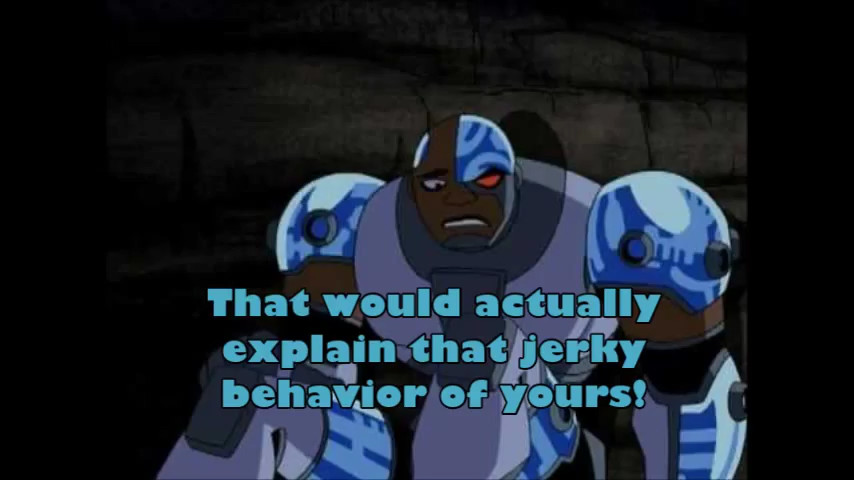 That would actually
explain that jerky
behavior of yours!